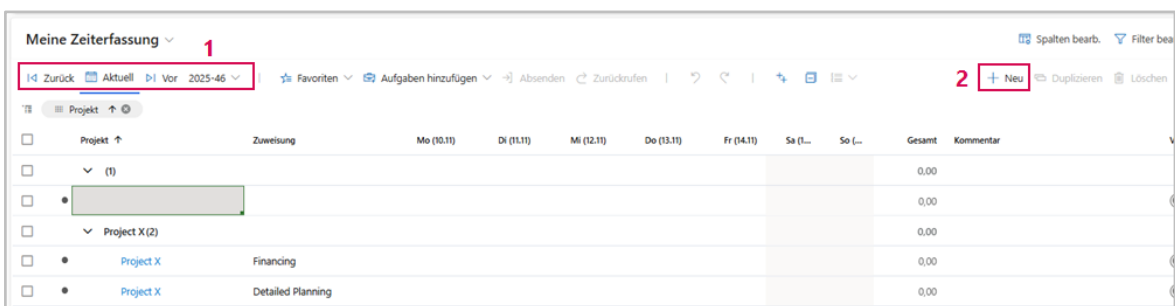 Meine Zeiterfassung
1
Spalten bearb. Filter bea
Zurück Aktuell Vor 2025-46 Favoriten Aufgaben hinzufügen Absenden Zurückrufen 2 Neu Duplizieren Löschen
Projekt
Projekt Zuweisung Mo (10.11) Di (11.11) Mi (12.11) Do (13.11) Fr (14.11) Sa (1... So (... Gesamt Kommentar
(1) 0,00
0,00
Project X (2) 0,00
Project X Financing 0,00
Project X Detailed Planning 0,00